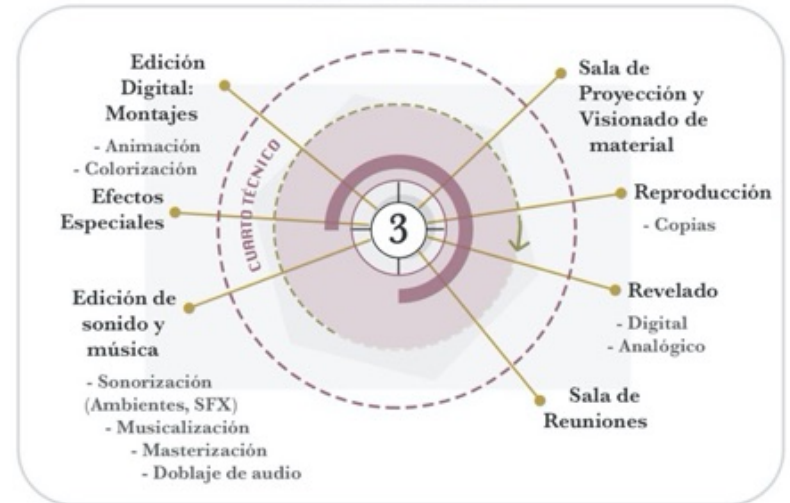 Edición
Digital:
Montajes
- Animación
- Colorización
Efectos
Especiales
Edición de
sonido y
música
- Sonorización
(Ambientes, SFX)
- Musicalización
- Masterización
- Doblaje de audio
CUARTO TÉCNICO
3
Sala de
Proyección y
Visionado de
material
Reproducción
- Copias
Revelado
- Digital
- Analógico
Sala de
Reuniones